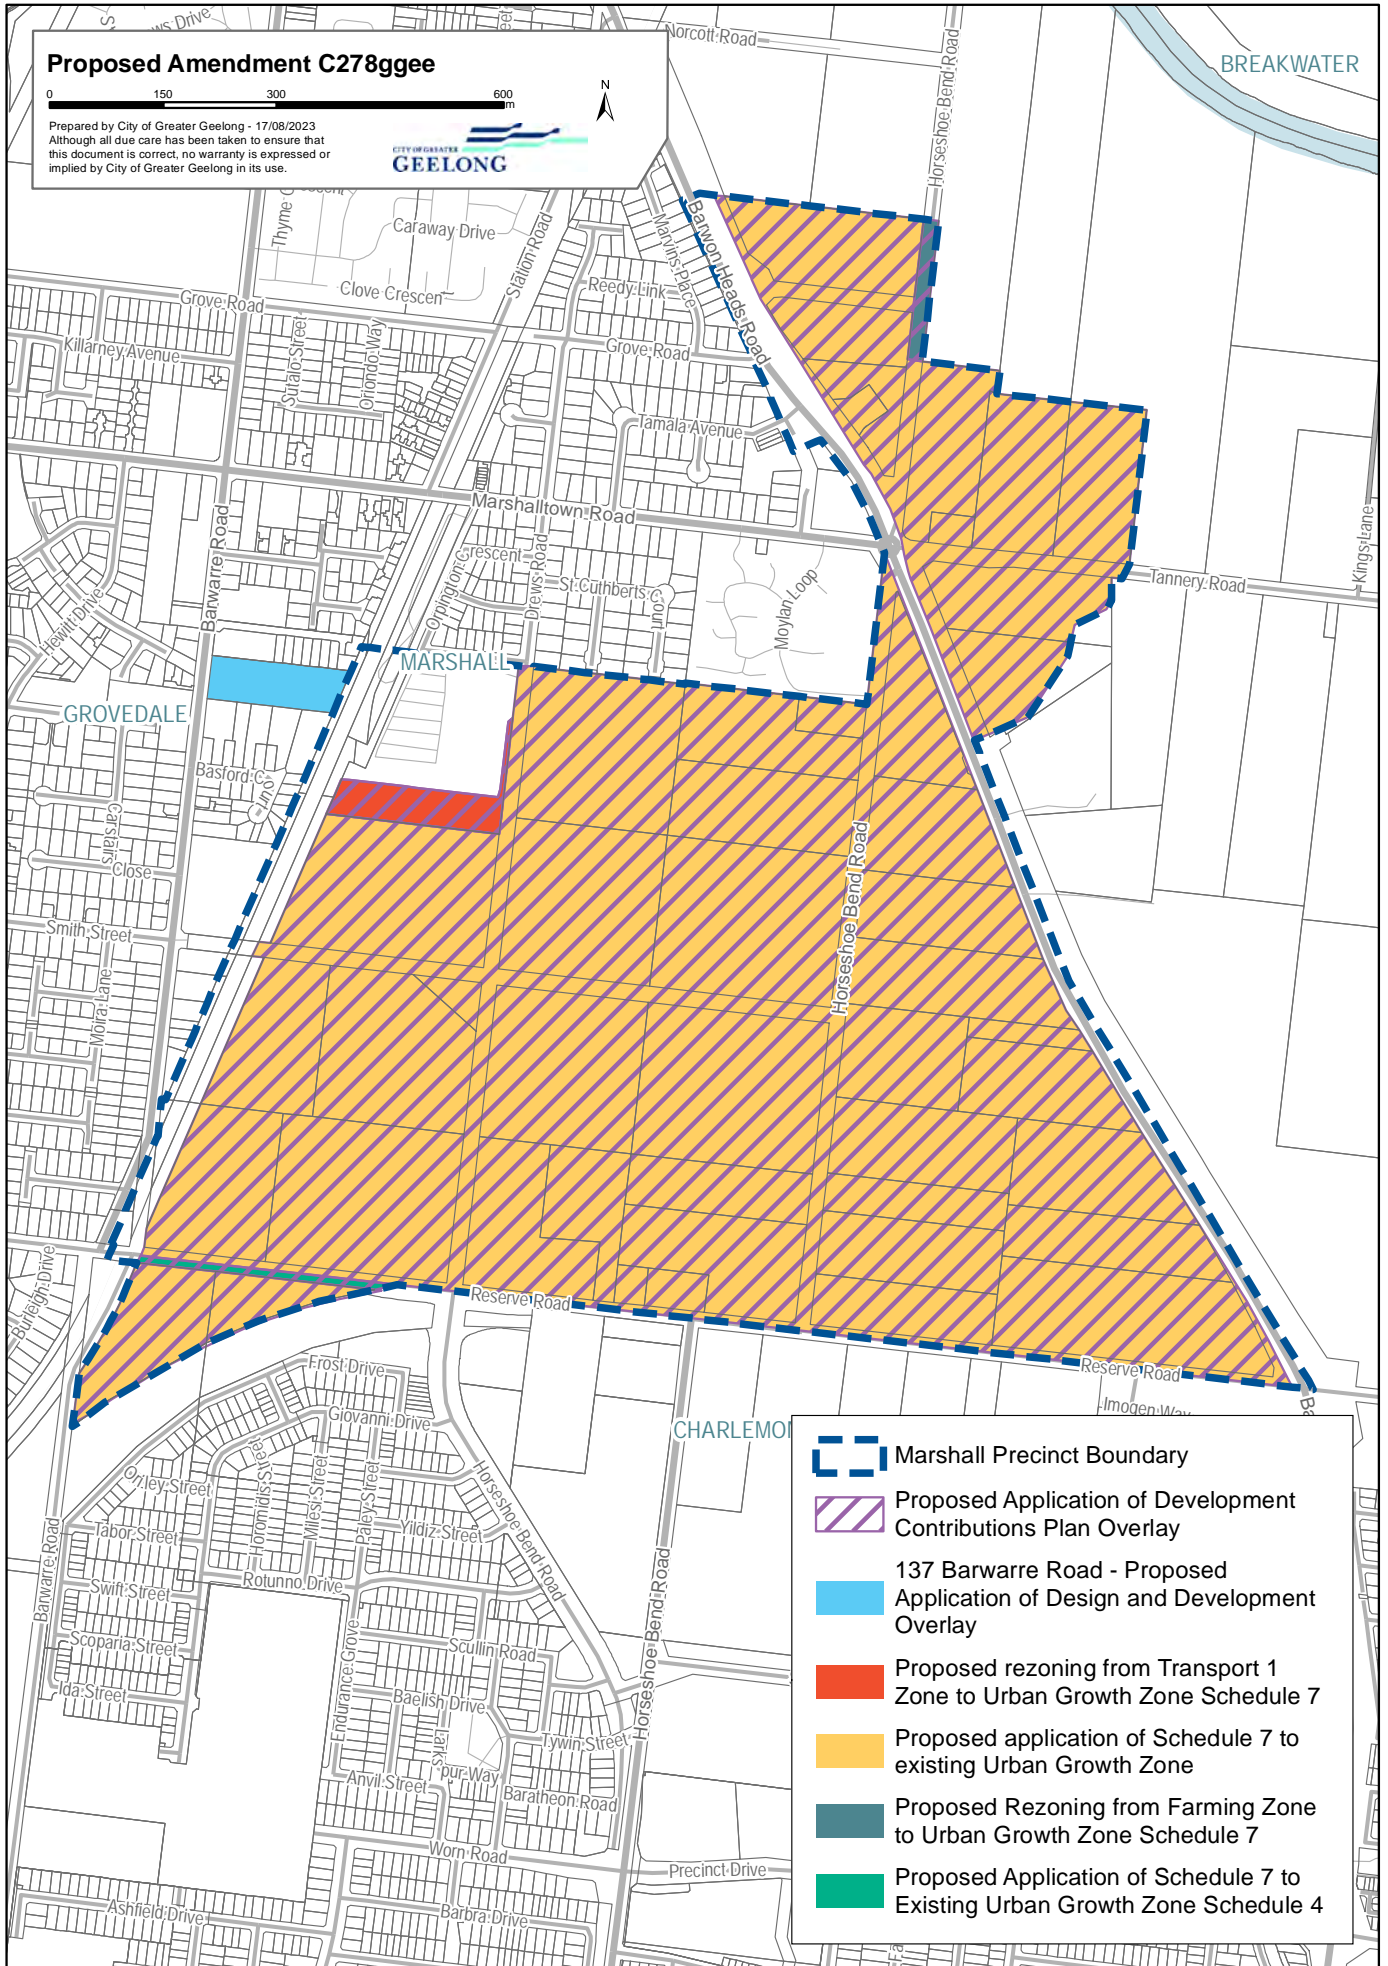 Proposed Amendment C278ggee
0 150 300 600
m
N
Prepared by City of Greater Geelong - 17/08/2023
Although all due care has been taken to ensure that
this document is correct, no warranty is expressed or
implied by City of Greater Geelong in its use.
CITY OF GREATER
GEELONG
Norcott Road
BREAKWATER
Horseshoe Bend Road
Caraway Drive
Station Road
Marvins Place
Barwon Heads Road
Clove Crescent
Reedy Link
Grove Road
Grove Road
Killarney Avenue
Sutalo Street
Oriondo Way
Tamala Avenue
Marshalltown Road
Barwarre Road
Orpington Crescent
Drews Road
St Cuthberts Court
Moylan Loop
Tannery Road
Kings Lane
Hewitt Drive
MARSHALL
GROVEDALE
Basford Court
Carstairs
Close
Horseshoe Bend Road
Smith Street
Moira Lane
Burleigh Drive
Reserve Road
Reserve Road
Imogen Way
Ba
Frost Drive
Giovanni Drive
CHARLEMON
Oriley Street
Horomidis Street
Milesi Street
Paley Street
Horseshoe Bend Road
Tabor Street
Yildiz Street
Barwarre Road
Swift Street
Rotunno Drive
Horseshoe Bend Road
Scoparia Street
Endurance Grove
Scullin Road
Ida Street
Baelish Drive
Larkspur Way
Tywin Street
Anvil Street
Baratheon Road
Worn Road
Precinct Drive
Ashfield Drive
Barbra Drive
Marshall Precinct Boundary
Proposed Application of Development
Contributions Plan Overlay
137 Barwarre Road - Proposed
Application of Design and Development
Overlay
Proposed rezoning from Transport 1
Zone to Urban Growth Zone Schedule 7
Proposed application of Schedule 7 to
existing Urban Growth Zone
Proposed Rezoning from Farming Zone
to Urban Growth Zone Schedule 7
Proposed Application of Schedule 7 to
Existing Urban Growth Zone Schedule 4